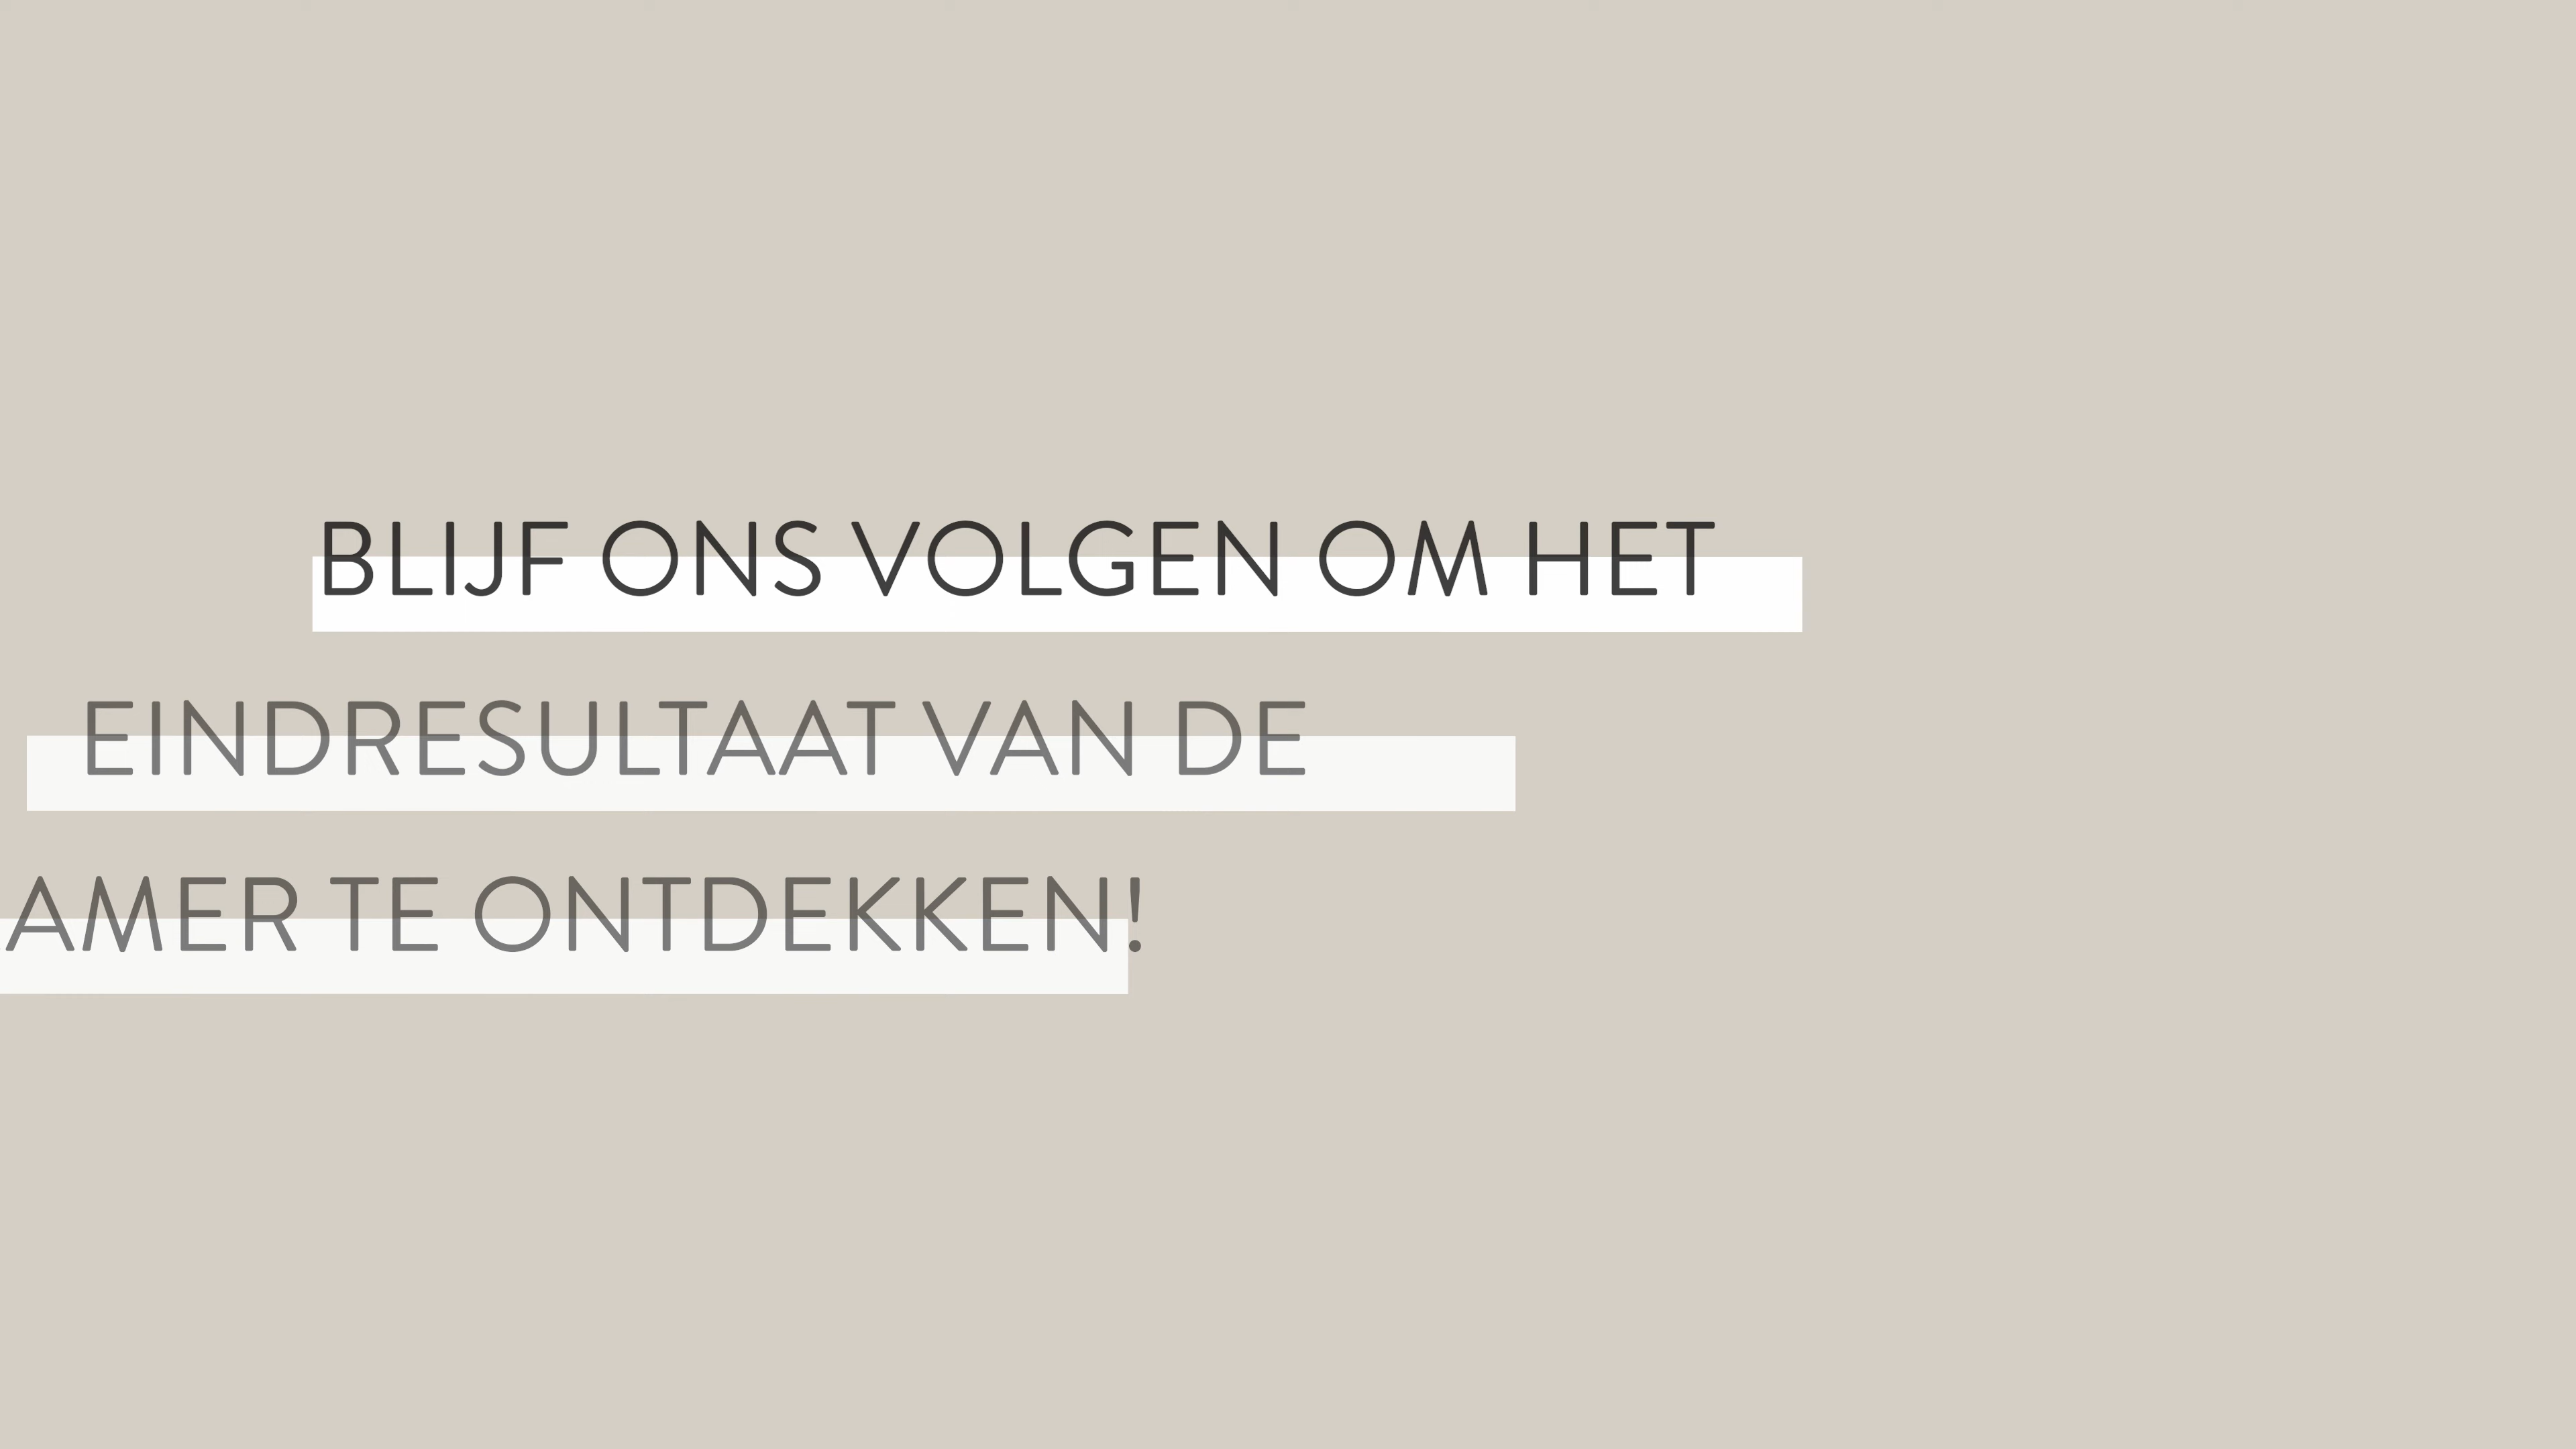 BLIJF ONS VOLGEN OM HET
EINDRESULTAAT VAN DE
AMER TE ONTDEKKEN!